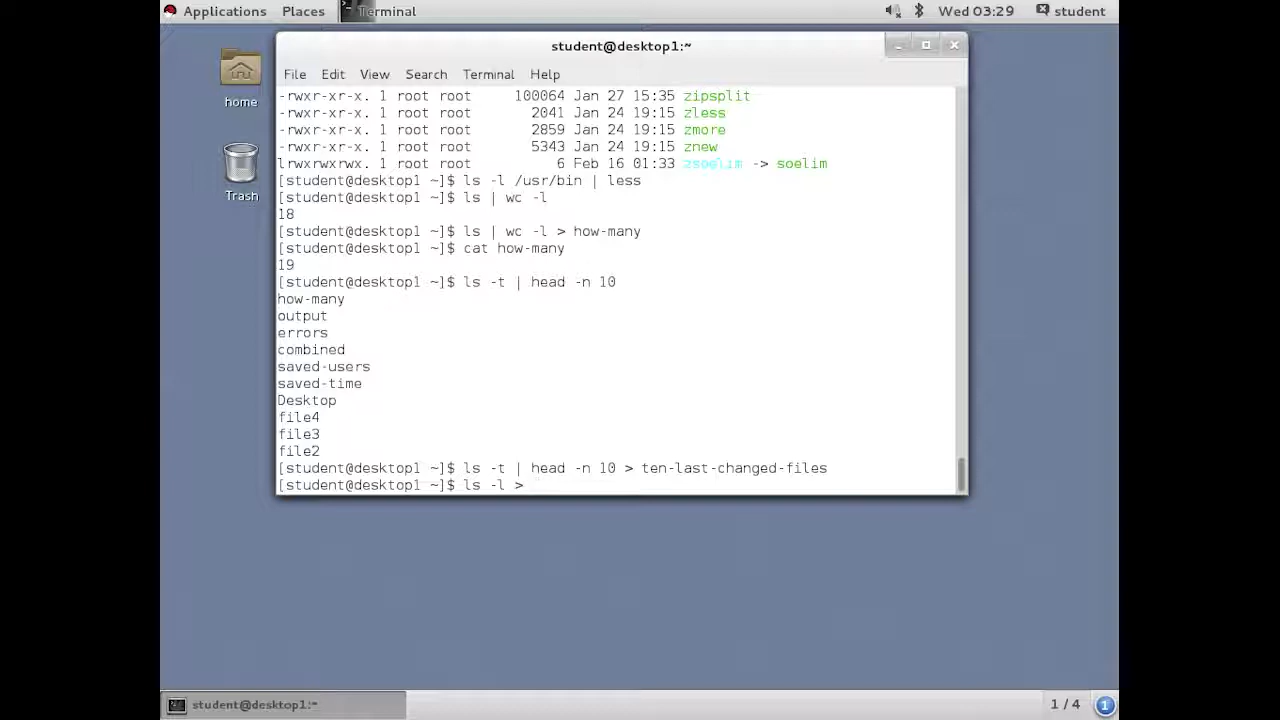 Applications Places Terminal Wed 03:29 student
student@desktop1:~
File Edit View Search Terminal Help
home
Trash
-rwxr-xr-x. 1 root root 100064 Jan 27 15:35 zipsplit
-rwxr-xr-x. 1 root root 2041 Jan 24 19:15 zless
-rwxr-xr-x. 1 root root 2859 Jan 24 19:15 zmore
-rwxr-xr-x. 1 root root 5343 Jan 24 19:15 znew
lrwxrwxrwx. 1 root root 6 Feb 16 01:33 zsoelim -> soelim
[student@desktop1 ~]$ ls -l /usr/bin | less
[student@desktop1 ~]$ ls | wc -l
18
[student@desktop1 ~]$ ls | wc -l > how-many
[student@desktop1 ~]$ cat how-many
19
[student@desktop1 ~]$ ls -t | head -n 10
how-many
output
errors
combined
saved-users
saved-time
Desktop
file4
file3
file2
[student@desktop1 ~]$ ls -t | head -n 10 > ten-last-changed-files
[student@desktop1 ~]$ ls -l >
student@desktop1:~ 1 / 4 1